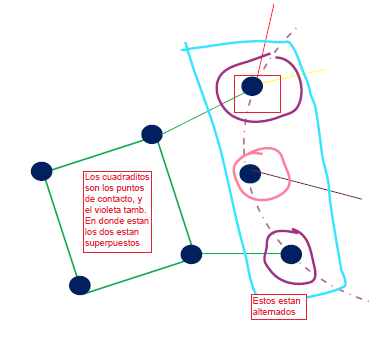 Los cuadraditos
son los puntos
de contacto, y
el violeta tamb.
En donde estan
los dos estan
superpuestos
Estos estan
alternados